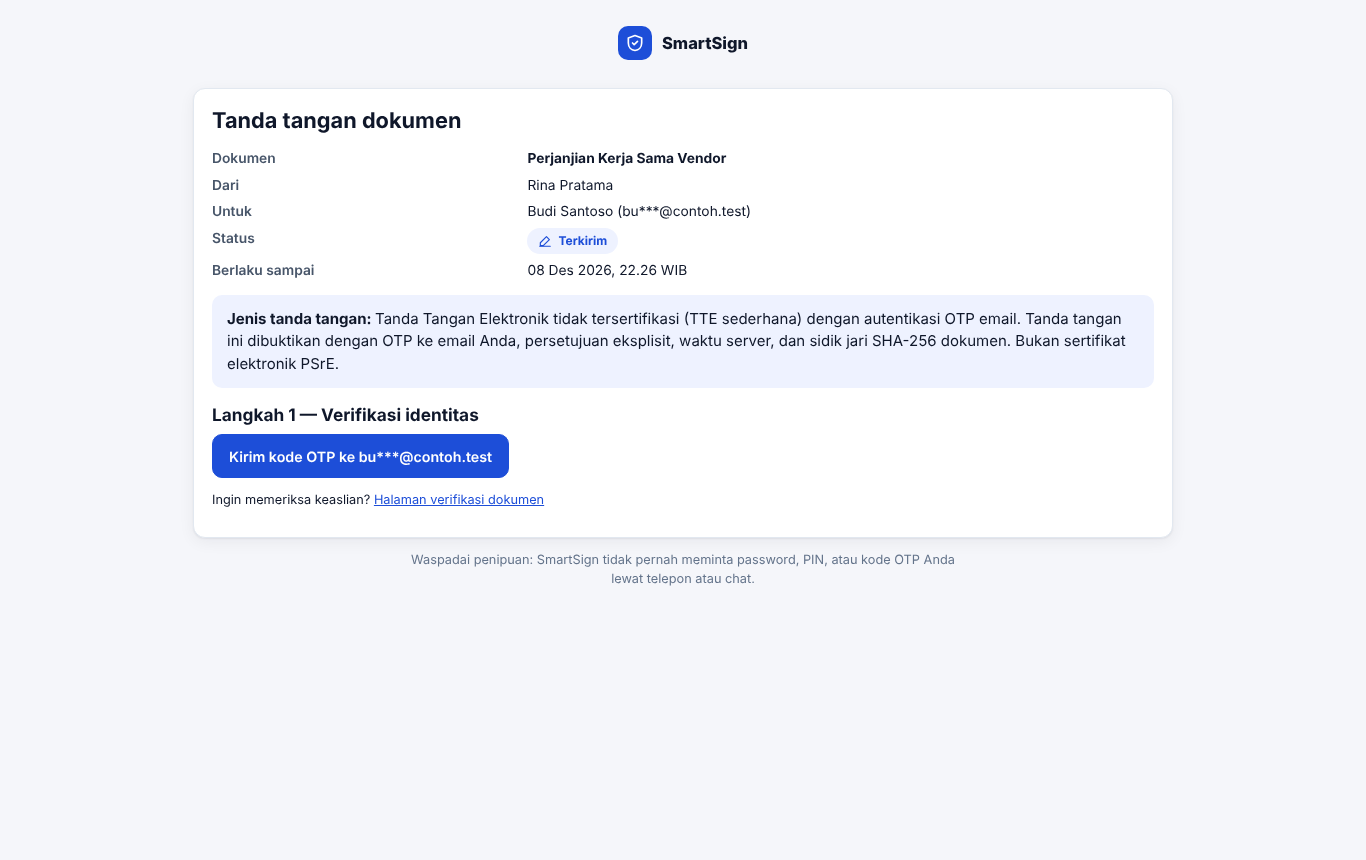 SmartSign
Tanda tangan dokumen
Dokumen Perjanjian Kerja Sama Vendor
Dari Rina Pratama
Untuk Budi Santoso (bu***@contoh.test)
Status Terkirim
Berlaku sampai 08 Des 2026, 22.26 WIB
Jenis tanda tangan: Tanda Tangan Elektronik tidak tersertifikasi (TTE sederhana) dengan autentikasi OTP email. Tanda tangan
ini dibuktikan dengan OTP ke email Anda, persetujuan eksplisit, waktu server, dan sidik jari SHA-256 dokumen. Bukan sertifikat
elektronik PSrE.
Langkah 1 — Verifikasi identitas
Kirim kode OTP ke bu***@contoh.test
Ingin memeriksa keaslian? Halaman verifikasi dokumen
Waspadai penipuan: SmartSign tidak pernah meminta password, PIN, atau kode OTP Anda
lewat telepon atau chat.